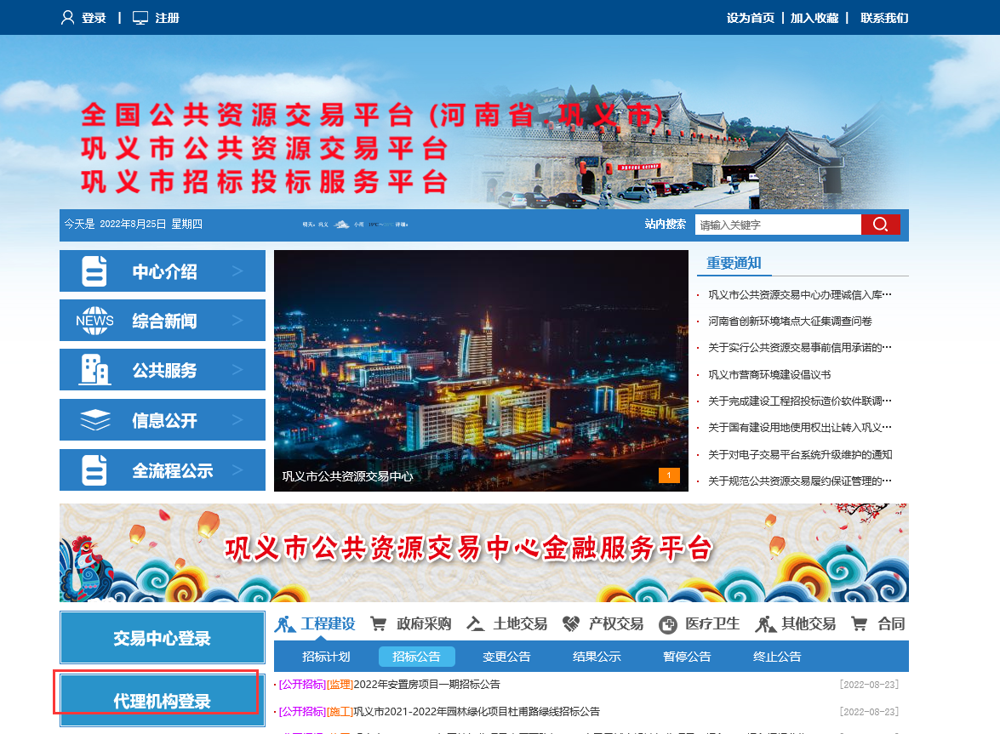 登录 | 注册
设为首页 | 加入收藏 | 联系我们
全国公共资源交易平台(河南省.巩义市)
巩义市公共资源交易平台
巩义市招标投标服务平台
今天是 2022年8月25日 星期四
明天: 巩义 小雨
站内搜索
请输入关键字
中心介绍 >
NEWS 综合新闻 >
公共服务 >
信息公开 >
全流程公示 >
巩义市公共资源交易中心
1
重要通知
巩义市公共资源交易中心办理诚信入库…
河南省创新环境堵点大征集调查问卷
关于实行公共资源交易事前信用承诺的…
巩义市营商环境建设倡议书
关于完成建设工程招投标造价软件联调…
关于国有建设用地使用权出让转入巩义…
关于对电子交易平台系统升级维护的通知
关于规范公共资源交易履约保证管理的…
巩义市公共资源交易中心金融服务平台
交易中心登录
代理机构登录
工程建设 政府采购 土地交易 产权交易 医疗卫生 其他交易 合同
招标计划 招标公告 变更公告 结果公示 暂停公告 终止公告
[公开招标][监理]2022年安置房项目一期招标公告 [2022-08-23]
[公开招标][施工]巩义市2021-2022年园林绿化项目杜甫路绿线招标公告 [2022-08-23]